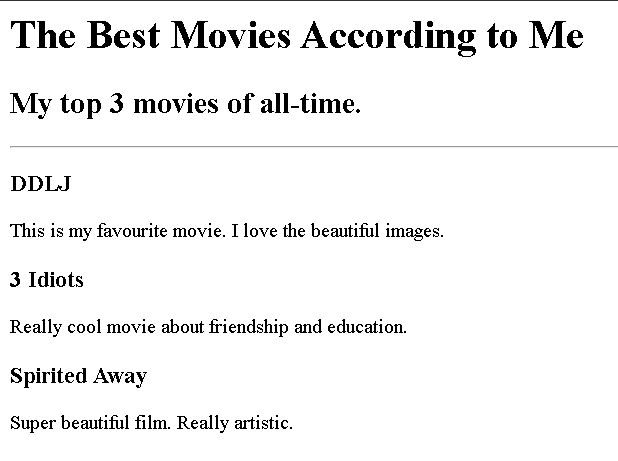 The Best Movies According to Me
My top 3 movies of all-time.
DDLJ
This is my favourite movie. I love the beautiful images.
3 Idiots
Really cool movie about friendship and education.
Spirited Away
Super beautiful film. Really artistic.